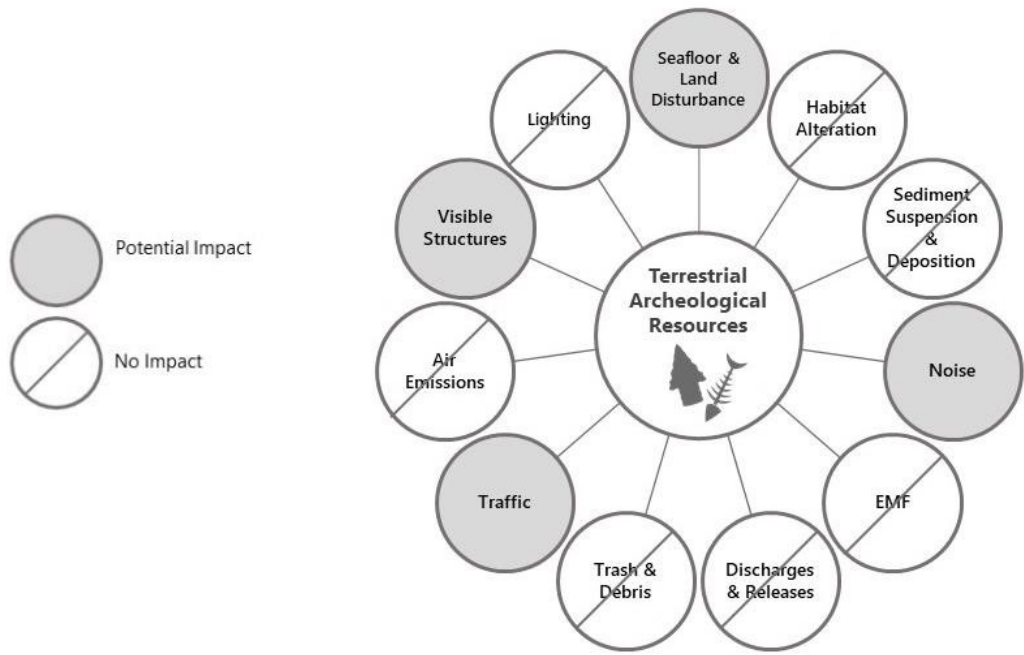 Seafloor &
Land
Disturbance
Habitat
Alteration
Sediment
Suspension
&
Deposition
Noise
EMF
Discharges
& Releases
Trash &
Debris
Traffic
Air
Emissions
Visible
Structures
Lighting
Terrestrial
Archeological
Resources
Potential Impact
No Impact